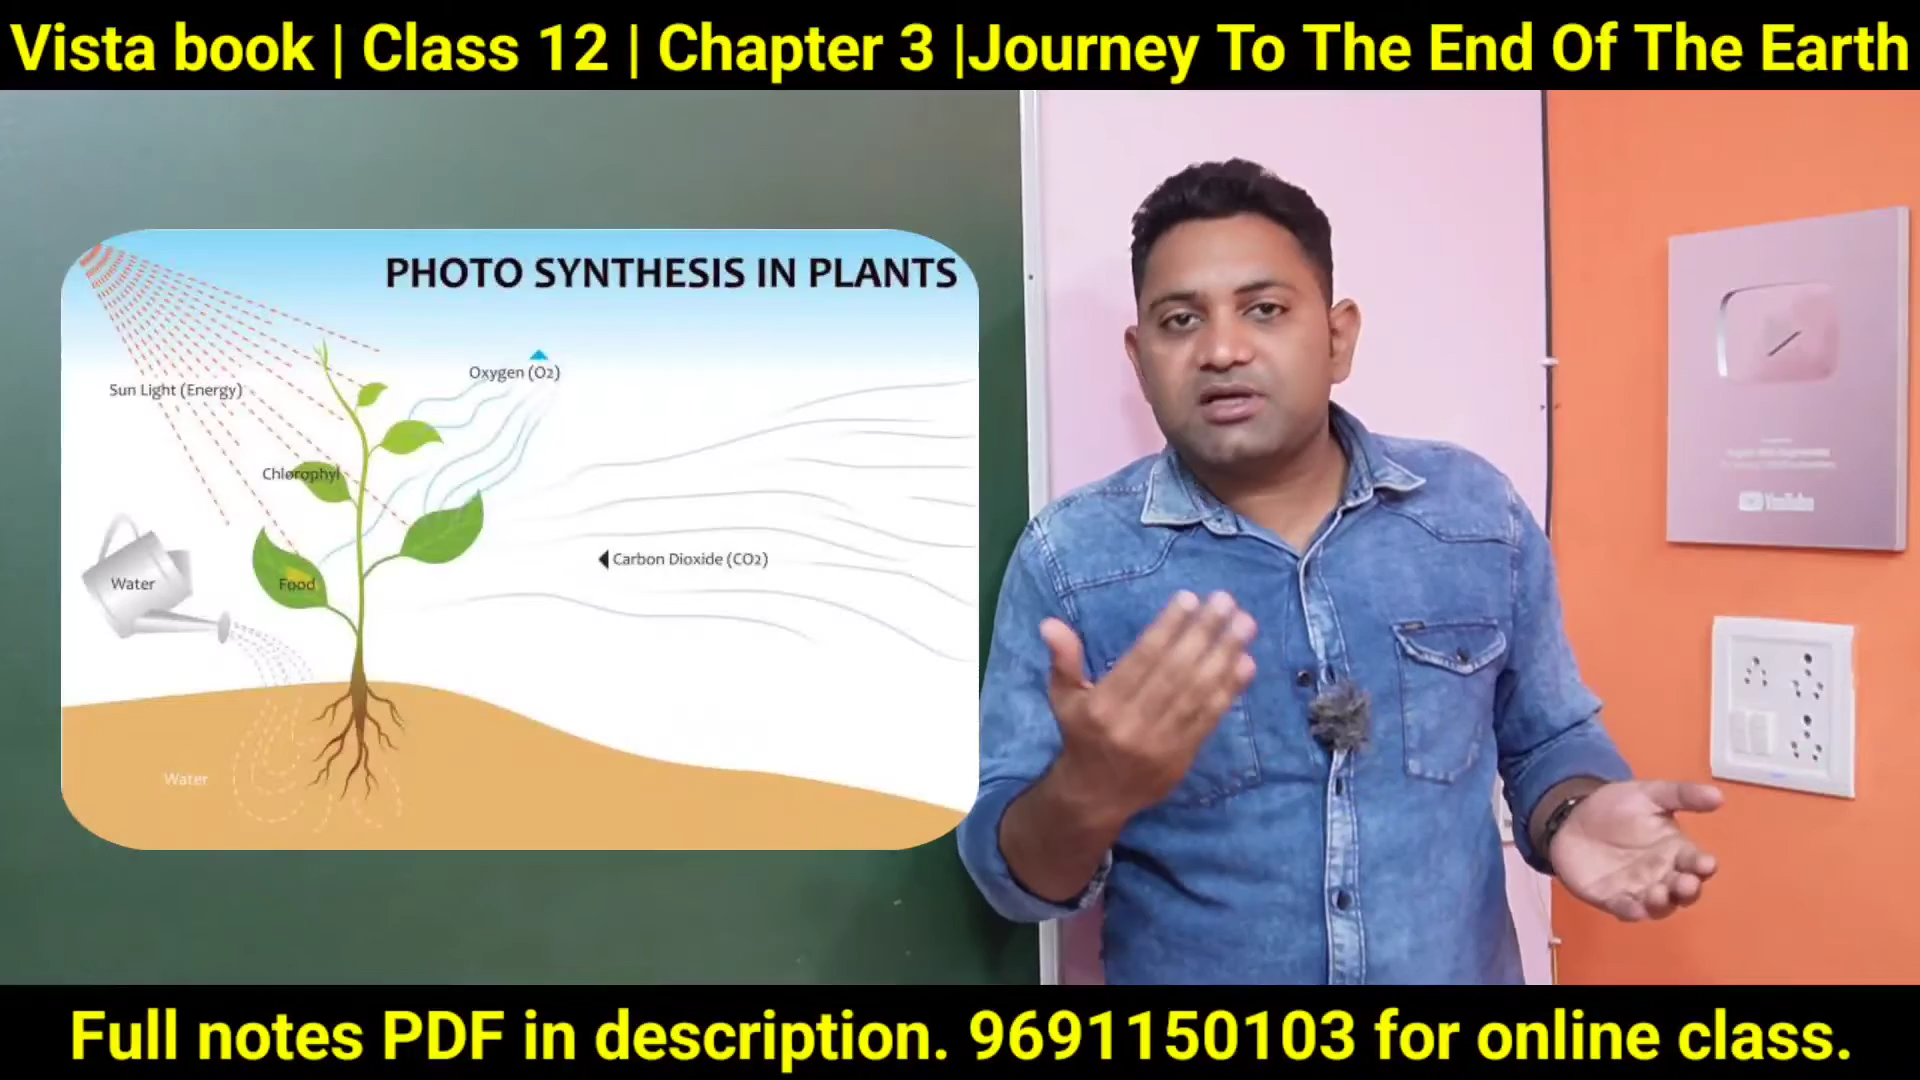 Vista book | Class 12 | Chapter 3 |Journey To The End Of The Earth
PHOTO SYNTHESIS IN PLANTS
Oxygen (O2)
Sun Light (Energy)
Chlorophyl
Carbon Dioxide (CO2)
Water
Food
Water
YouTube
Full notes PDF in description. 9691150103 for online class.